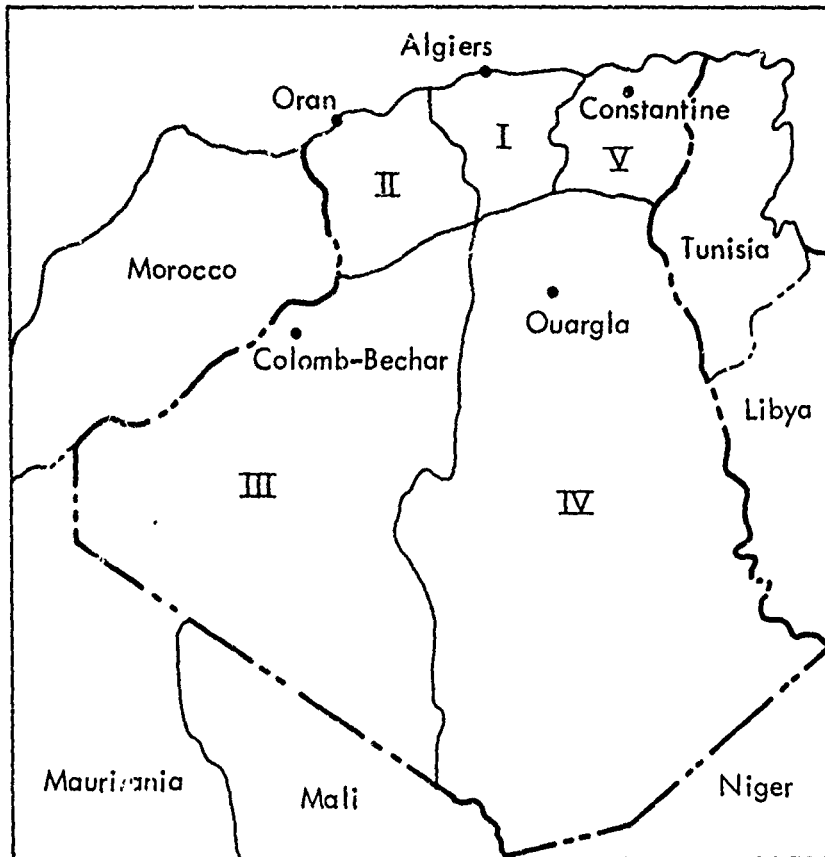 Algiers
Oran
Constantine
I
V
II
Morocco
Tunisia
Ouargla
Colomb-Bechar
Libya
III
IV
Mali
Niger